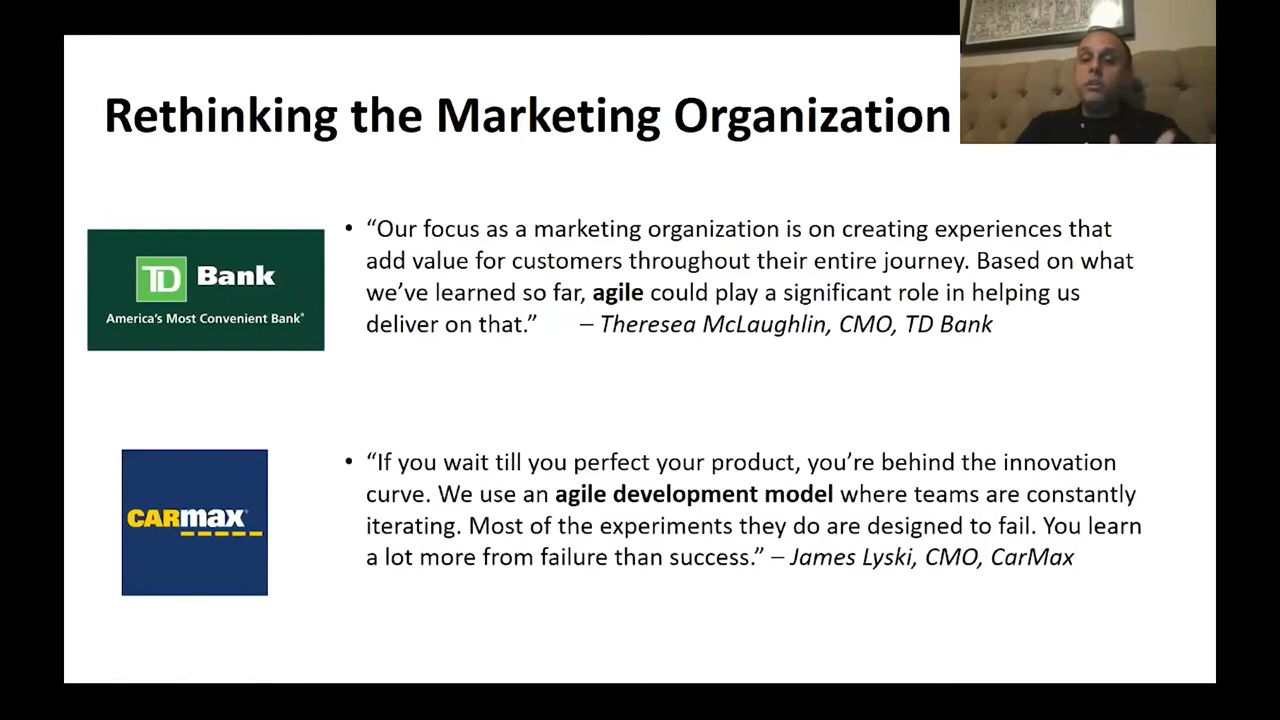 Rethinking the Marketing Organization
TD Bank
America's Most Convenient Bank®
• “Our focus as a marketing organization is on creating experiences that
add value for customers throughout their entire journey. Based on what
we’ve learned so far, agile could play a significant role in helping us
deliver on that.” – Theresea McLaughlin, CMO, TD Bank
CARMAX®
• “If you wait till you perfect your product, you’re behind the innovation
curve. We use an agile development model where teams are constantly
iterating. Most of the experiments they do are designed to fail. You learn
a lot more from failure than success.” – James Lyski, CMO, CarMax